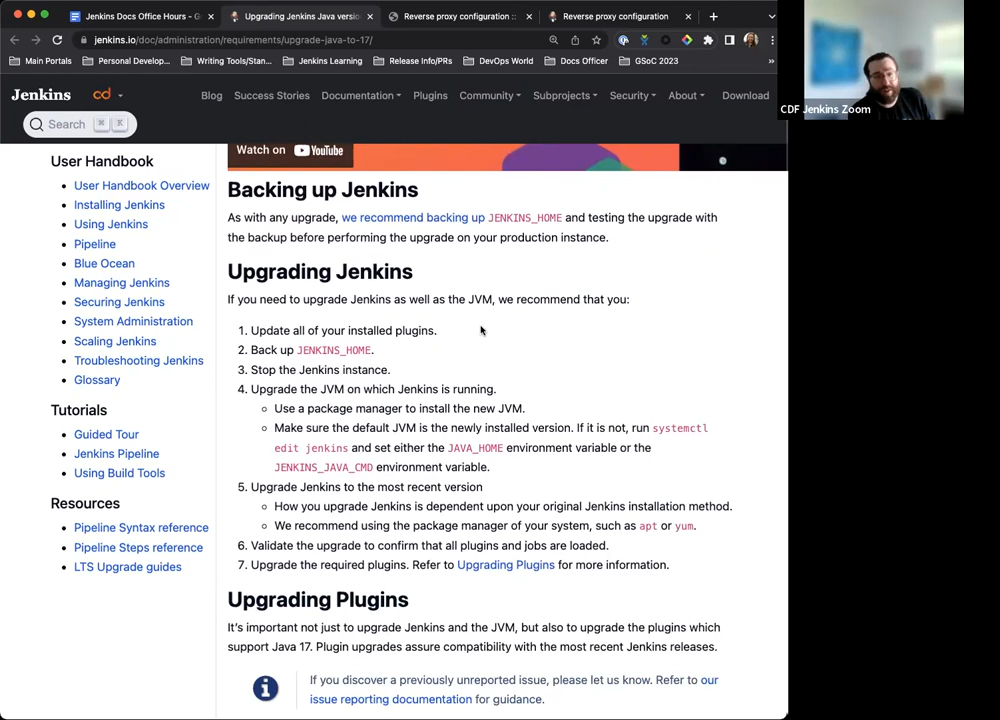 Jenkins Docs Office Hours - G
Upgrading Jenkins Java versio
Reverse proxy configuration ::
Reverse proxy configuration
jenkins.io/doc/administration/requirements/upgrade-java-to-17/
Main Portals
Personal Develop...
Writing Tools/Stan...
Jenkins Learning
Release Info/PRs
DevOps World
Docs Officer
GSoC 2023
»
CDF Jenkins Zoom
Jenkins
cd
Blog
Success Stories
Documentation
Plugins
Community
Subprojects
Security
About
Download
Search
⌘ K
User Handbook
User Handbook Overview
Installing Jenkins
Using Jenkins
Pipeline
Blue Ocean
Managing Jenkins
Securing Jenkins
System Administration
Scaling Jenkins
Troubleshooting Jenkins
Glossary
Tutorials
Guided Tour
Jenkins Pipeline
Using Build Tools
Resources
Pipeline Syntax reference
Pipeline Steps reference
LTS Upgrade guides
Watch on YouTube
Backing up Jenkins
As with any upgrade, we recommend backing up JENKINS_HOME and testing the upgrade with
the backup before performing the upgrade on your production instance.
Upgrading Jenkins
If you need to upgrade Jenkins as well as the JVM, we recommend that you:
1. Update all of your installed plugins.
2. Back up JENKINS_HOME.
3. Stop the Jenkins instance.
4. Upgrade the JVM on which Jenkins is running.
Use a package manager to install the new JVM.
Make sure the default JVM is the newly installed version. If it is not, run systemctl
edit jenkins and set either the JAVA_HOME environment variable or the
JENKINS_JAVA_CMD environment variable.
5. Upgrade Jenkins to the most recent version
How you upgrade Jenkins is dependent upon your original Jenkins installation method.
We recommend using the package manager of your system, such as apt or yum.
6. Validate the upgrade to confirm that all plugins and jobs are loaded.
7. Upgrade the required plugins. Refer to Upgrading Plugins for more information.
Upgrading Plugins
It's important not just to upgrade Jenkins and the JVM, but also to upgrade the plugins which
support Java 17. Plugin upgrades assure compatibility with the most recent Jenkins releases.
If you discover a previously unreported issue, please let us know. Refer to our
issue reporting documentation for guidance.